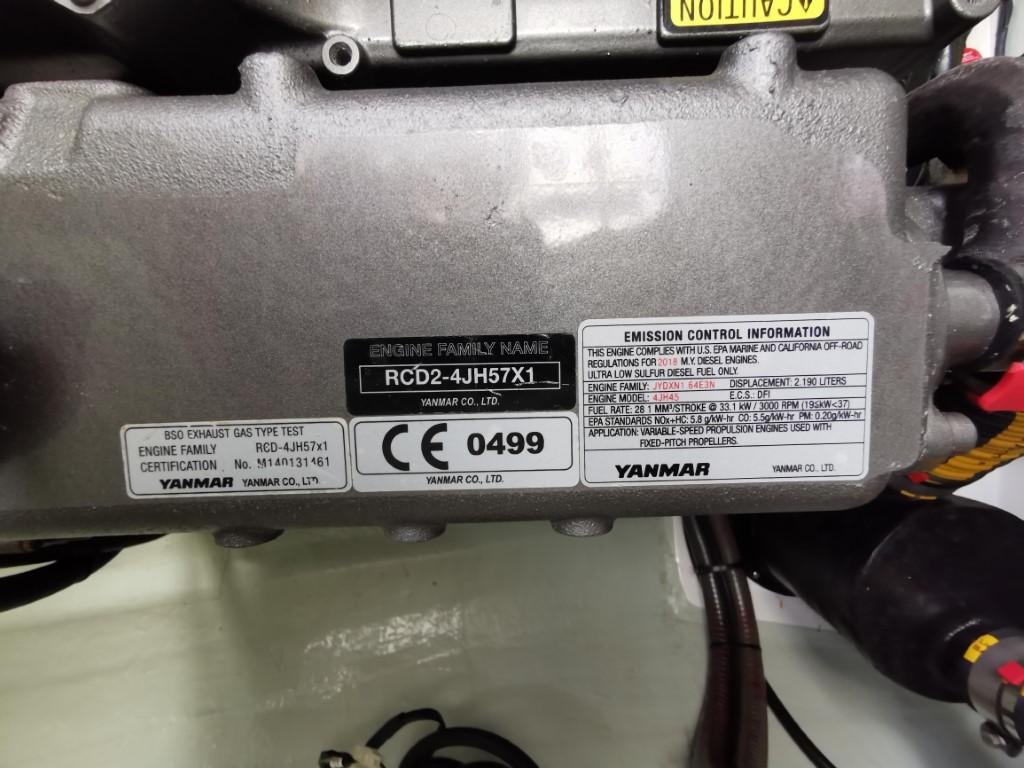 CAUTION
ENGINE FAMILY NAME
RCD2-4JH57X1
YANMAR CO., LTD.
BSO EXHAUST GAS TYPE TEST
ENGINE FAMILY RCD-4JH57x1
CERTIFICATION No. M140131461
YANMAR YANMAR CO., LTD.
CE 0499
YANMAR CO., LTD.
EMISSION CONTROL INFORMATION
THIS ENGINE COMPLIES WITH U.S. EPA MARINE AND CALIFORNIA OFF-ROAD
REGULATIONS FOR 2018 M.Y. DIESEL ENGINES.
ULTRA LOW SULFUR DIESEL FUEL ONLY.
ENGINE FAMILY: JYDXN1.64E3N DISPLACEMENT: 2.190 LITERS
ENGINE MODEL: 4JH45 E.C.S.: DFI
FUEL RATE: 28.1 MM³/STROKE @ 33.1 kW / 3000 RPM (19≤kW<37)
EPA STANDARDS NOx+HC: 5.8 g/kW-hr CO: 5.5g/kW-hr PM: 0.20g/kW-hr
APPLICATION: VARIABLE-SPEED PROPULSION ENGINES USED WITH
FIXED-PITCH PROPELLERS.
YANMAR YANMAR CO., LTD.